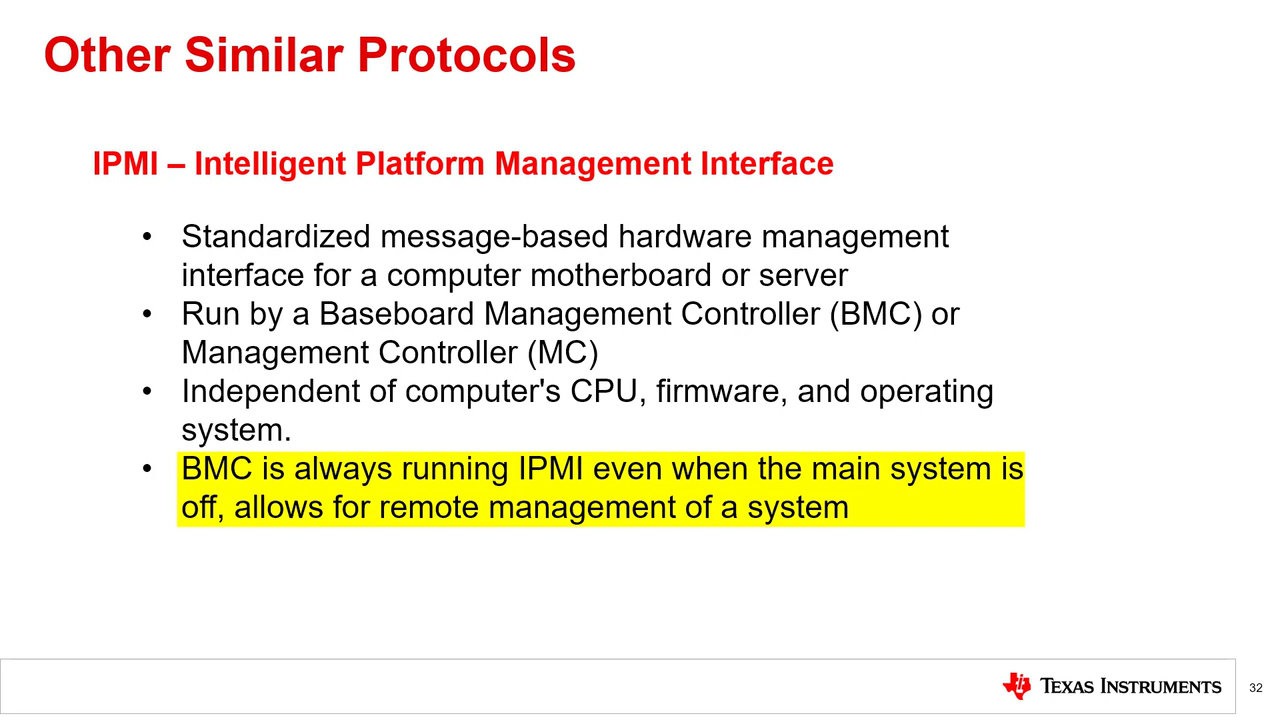 Other Similar Protocols
IPMI – Intelligent Platform Management Interface
• Standardized message-based hardware management
interface for a computer motherboard or server
• Run by a Baseboard Management Controller (BMC) or
Management Controller (MC)
• Independent of computer's CPU, firmware, and operating
system.
• BMC is always running IPMI even when the main system is
off, allows for remote management of a system
TEXAS INSTRUMENTS
32